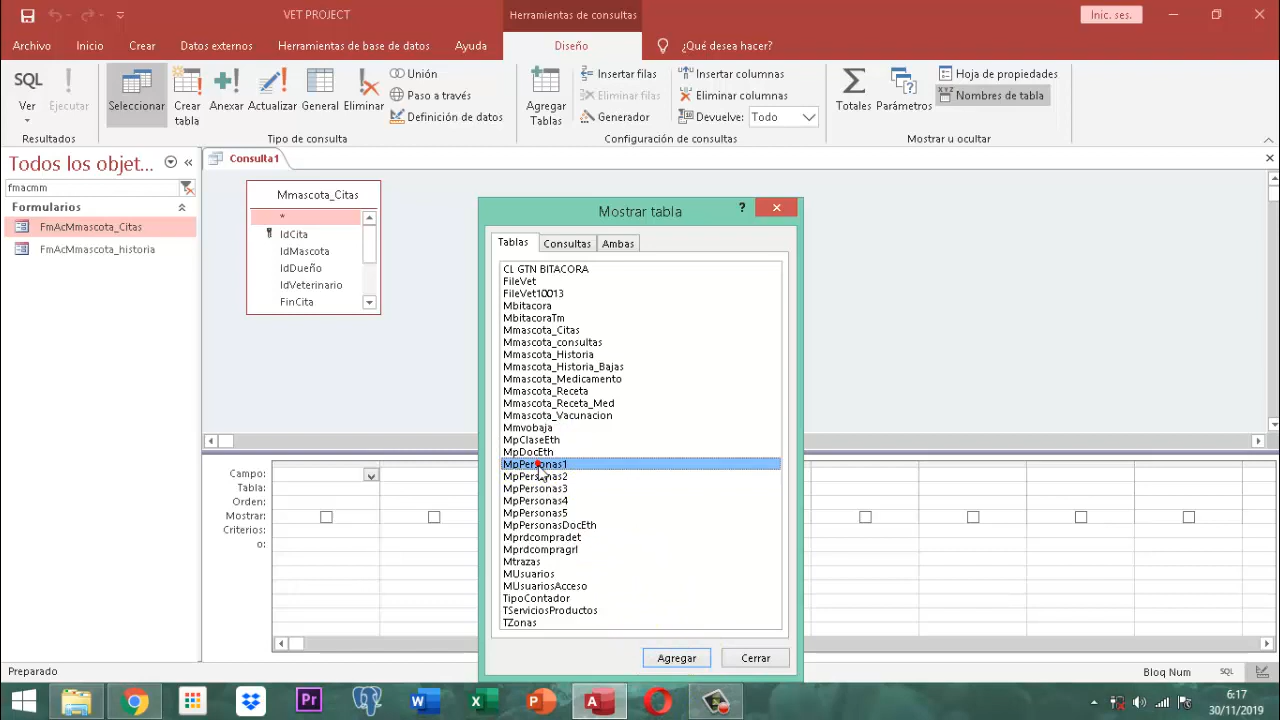 VET PROJECT
Herramientas de consultas
Inic. ses.
Archivo
Inicio
Crear
Datos externos
Herramientas de base de datos
Ayuda
Diseño
¿Qué desea hacer?
SQL
Ver
Ejecutar
Seleccionar
Crear tabla
Anexar
Actualizar
General
Eliminar
Unión
Paso a través
Definición de datos
Agregar Tablas
Insertar filas
Eliminar filas
Generador
Insertar columnas
Eliminar columnas
Devuelve: Todo
Totales
Parámetros
Hoja de propiedades
XYZ
Nombres de tabla
Resultados
Tipo de consulta
Configuración de consultas
Mostrar u ocultar
Todos los objet...
fmacmm
Formularios
FmAcMmascota_Citas
FmAcMmascota_historia
Consulta1
Mmascota_Citas
*
IdCita
IdMascota
IdDueño
IdVeterinario
FinCita
Mostrar tabla
?
Tablas
Consultas
Ambas
CL GTN BITACORA
FileVet
FileVet10013
Mbitacora
MbitacoraTm
Mmascota_Citas
Mmascota_consultas
Mmascota_Historia
Mmascota_Historia_Bajas
Mmascota_Medicamento
Mmascota_Receta
Mmascota_Receta_Med
Mmascota_Vacunacion
Mmvobaja
MpClaseEth
MpDocEth
MpPersonas1
MpPersonas2
MpPersonas3
MpPersonas4
MpPersonas5
MpPersonasDocEth
Mprdcompradet
Mprdcompragrl
Mtrazas
MUsuarios
MUsuariosAcceso
TipoContador
TServiciosProductos
TZonas
Agregar
Cerrar
Campo:
Tabla:
Orden:
Mostrar:
Criterios:
o:
Preparado
Bloq Num
SQL
Pr
6:17
30/11/2019